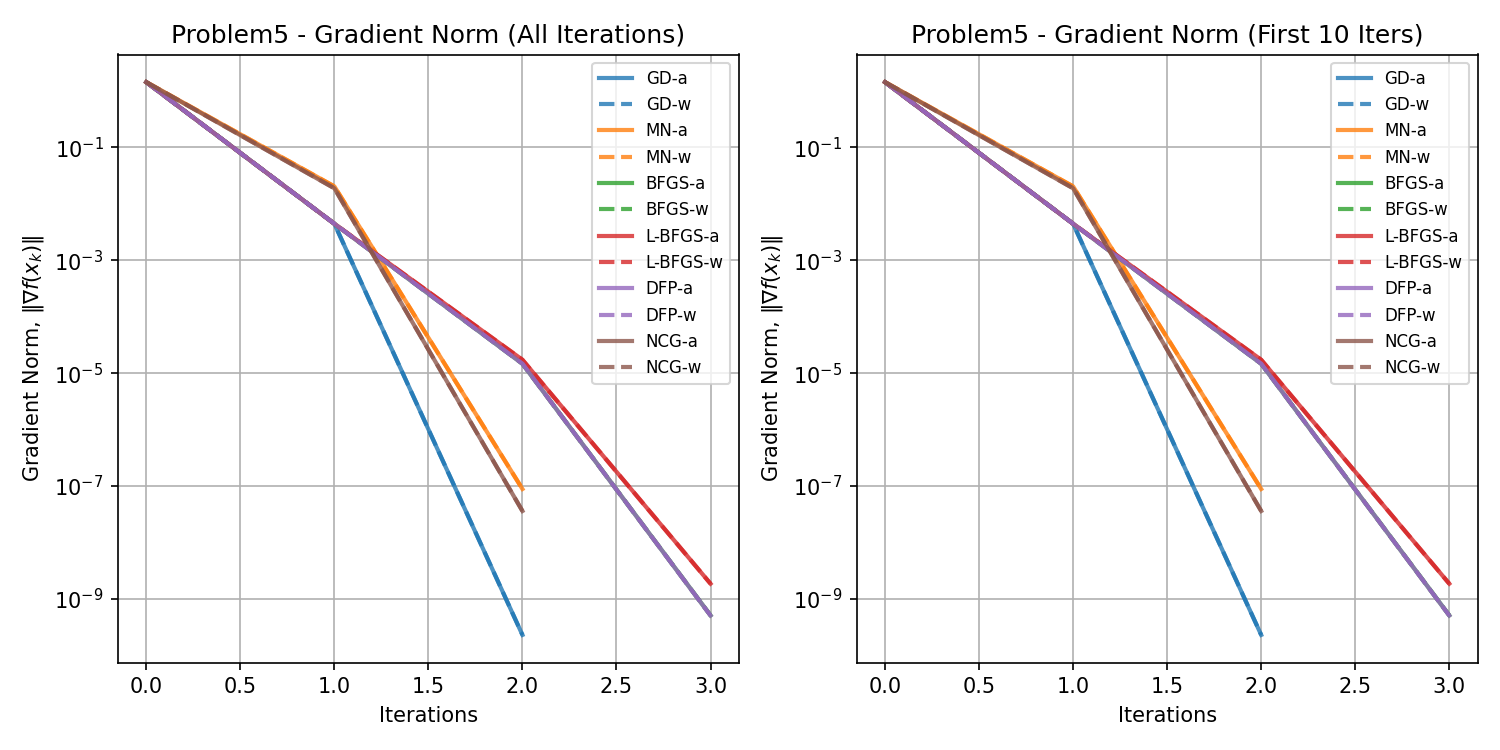 Problem5 - Gradient Norm (All Iterations)
Gradient Norm, ‖∇f(x_k)‖
10⁻¹
10⁻³
10⁻⁵
10⁻⁷
10⁻⁹
GD-a
GD-w
MN-a
MN-w
BFGS-a
BFGS-w
L-BFGS-a
L-BFGS-w
DFP-a
DFP-w
NCG-a
NCG-w
0.0 0.5 1.0 1.5 2.0 2.5 3.0
Iterations
Problem5 - Gradient Norm (First 10 Iters)
Gradient Norm, ‖∇f(x_k)‖
10⁻¹
10⁻³
10⁻⁵
10⁻⁷
10⁻⁹
GD-a
GD-w
MN-a
MN-w
BFGS-a
BFGS-w
L-BFGS-a
L-BFGS-w
DFP-a
DFP-w
NCG-a
NCG-w
0.0 0.5 1.0 1.5 2.0 2.5 3.0
Iterations